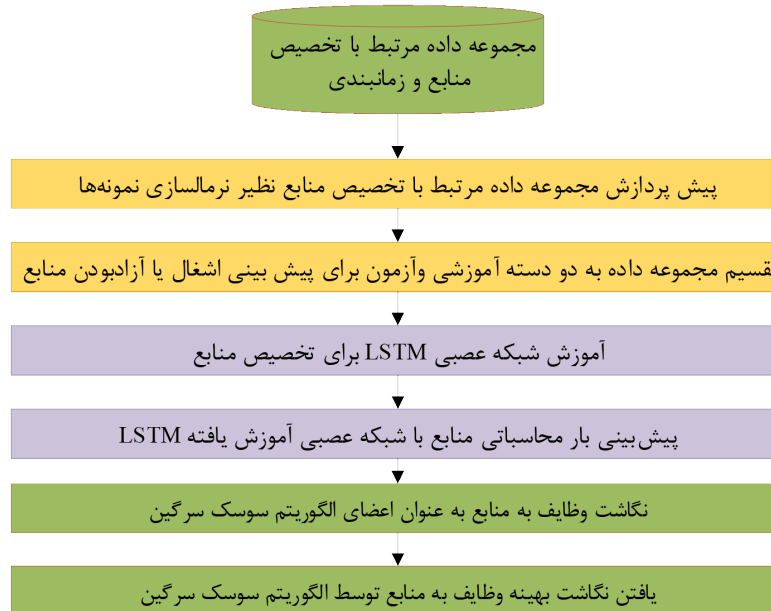 مجموعه داده مرتبط با تخصیص
منابع و زمانبندی
پیش پردازش مجموعه داده مرتبط با تخصیص منابع نظیر نرمالسازی نمونه‌ها
قسیم مجموعه داده به دو دسته آموزشی وآزمون برای پیش بینی اشغال یا آزادبودن منابع
آموزش شبکه عصبی LSTM برای تخصیص منابع
پیش‌بینی بار محاسباتی منابع با شبکه عصبی آموزش یافته LSTM
نگاشت وظایف به منابع به عنوان اعضای الگوریتم سوسک سرگین
یافتن نگاشت بهینه وظایف به منابع توسط الگوریتم سوسک سرگین